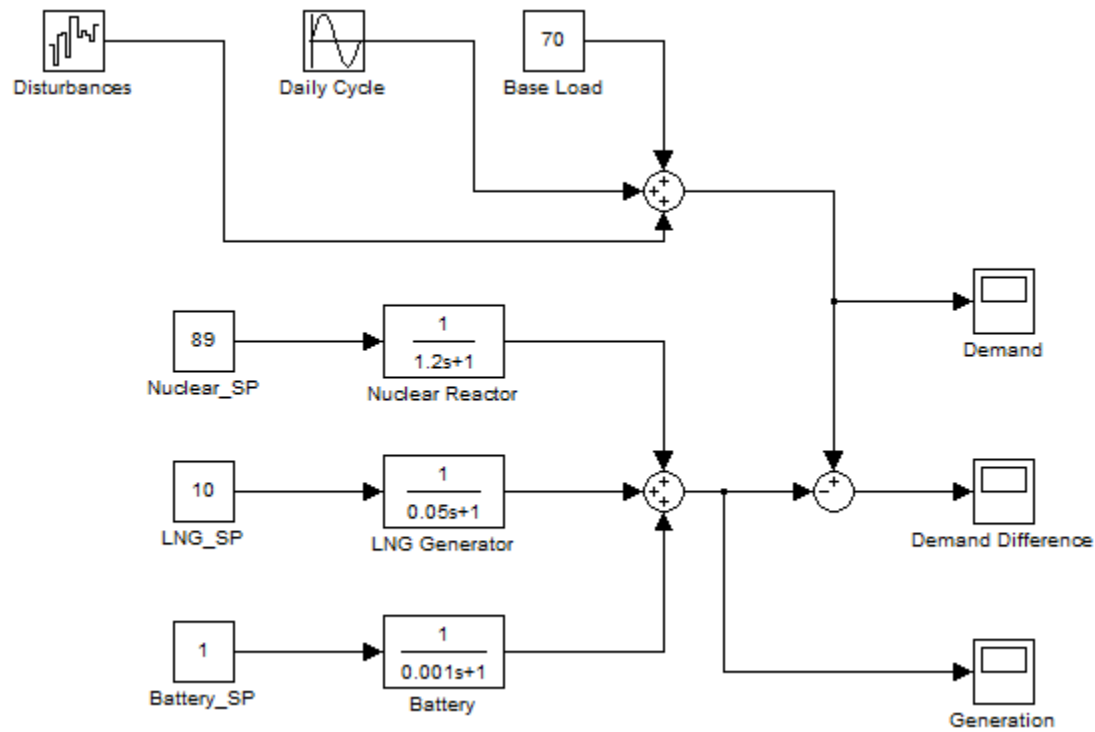 70
Disturbances
Daily Cycle
Base Load
+
+
+
Demand
89
1
1.2s+1
Nuclear_SP
Nuclear Reactor
10
1
0.05s+1
+
+
+
+
−
LNG_SP
LNG Generator
Demand Difference
1
1
0.001s+1
Battery_SP
Battery
Generation